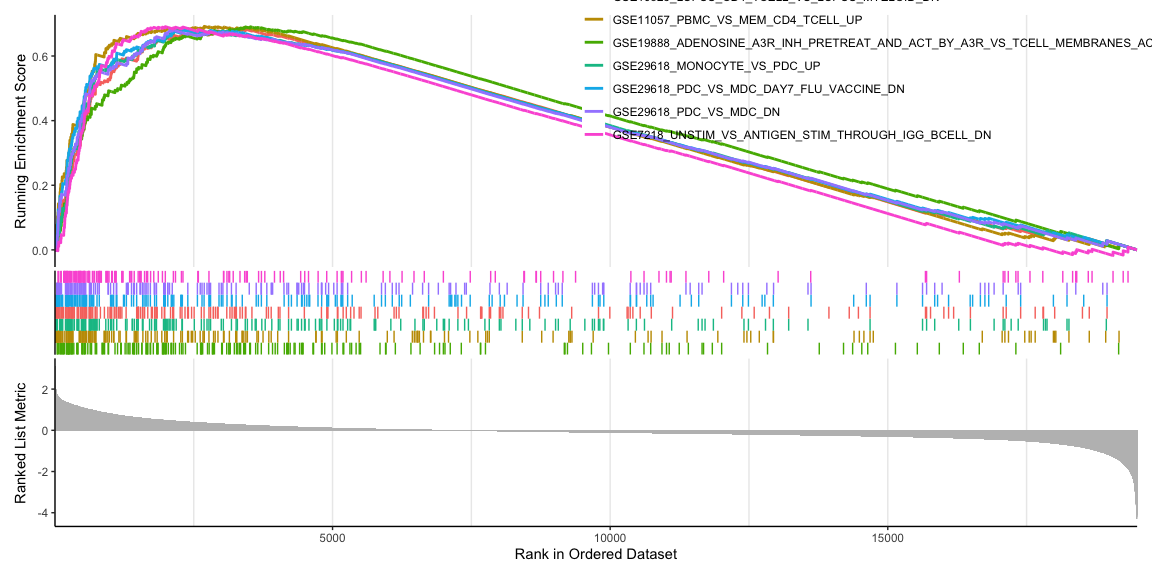 GSE11057_PBMC_VS_MEM_CD4_TCELL_UP
GSE19888_ADENOSINE_A3R_INH_PRETREAT_AND_ACT_BY_A3R_VS_TCELL_MEMBRANES_AC
GSE29618_MONOCYTE_VS_PDC_UP
GSE29618_PDC_VS_MDC_DAY7_FLU_VACCINE_DN
GSE29618_PDC_VS_MDC_DN
GSE7218_UNSTIM_VS_ANTIGEN_STIM_THROUGH_IGG_BCELL_DN
Running Enrichment Score
0.6
0.4
0.2
0.0
Ranked List Metric
2
0
-2
-4
5000
10000
15000
Rank in Ordered Dataset